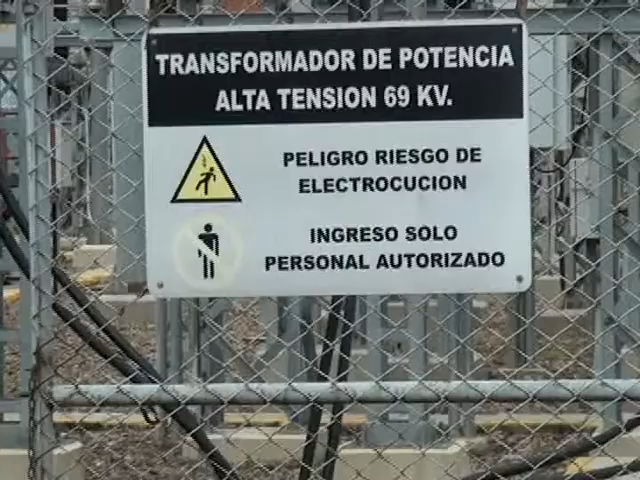 TRANSFORMADOR DE POTENCIA
ALTA TENSION 69 KV.
PELIGRO RIESGO DE
ELECTROCUCION
INGRESO SOLO
PERSONAL AUTORIZADO